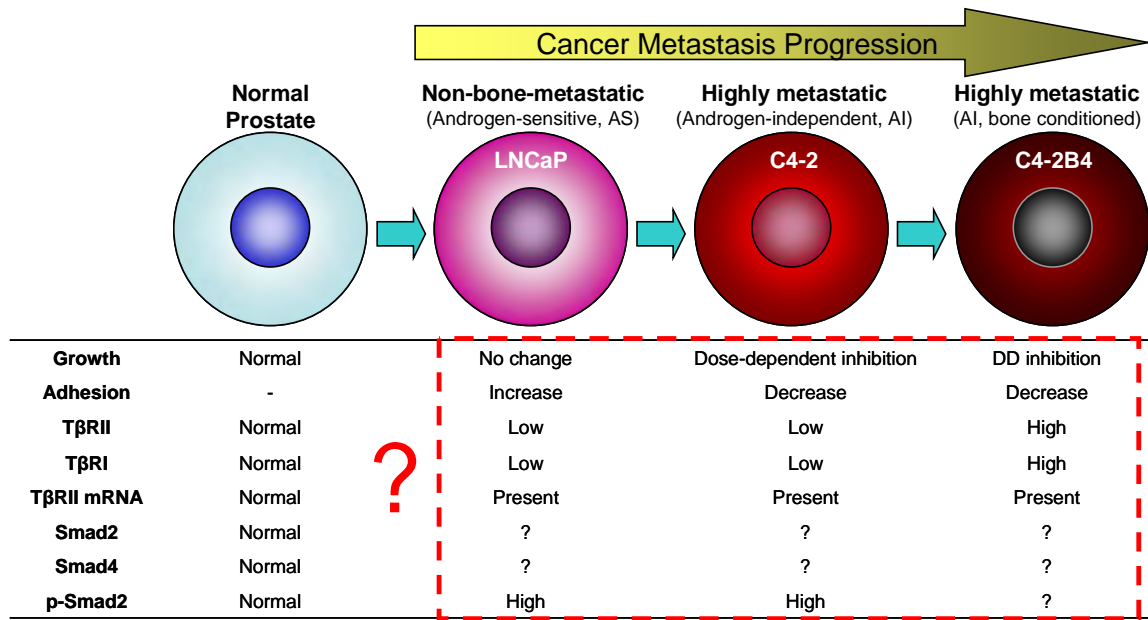 Cancer Metastasis Progression
Normal
Prostate
Non-bone-metastatic
(Androgen-sensitive, AS)
Highly metastatic
(Androgen-independent, AI)
Highly metastatic
(AI, bone conditioned)
LNCaP
C4-2
C4-2B4
Growth Normal No change Dose-dependent inhibition DD inhibition
Adhesion - Increase Decrease Decrease
TβRII Normal Low Low High
TβRI Normal Low Low High
?
TβRII mRNA Normal Present Present Present
Smad2 Normal ? ? ?
Smad4 Normal ? ? ?
p-Smad2 Normal High High ?